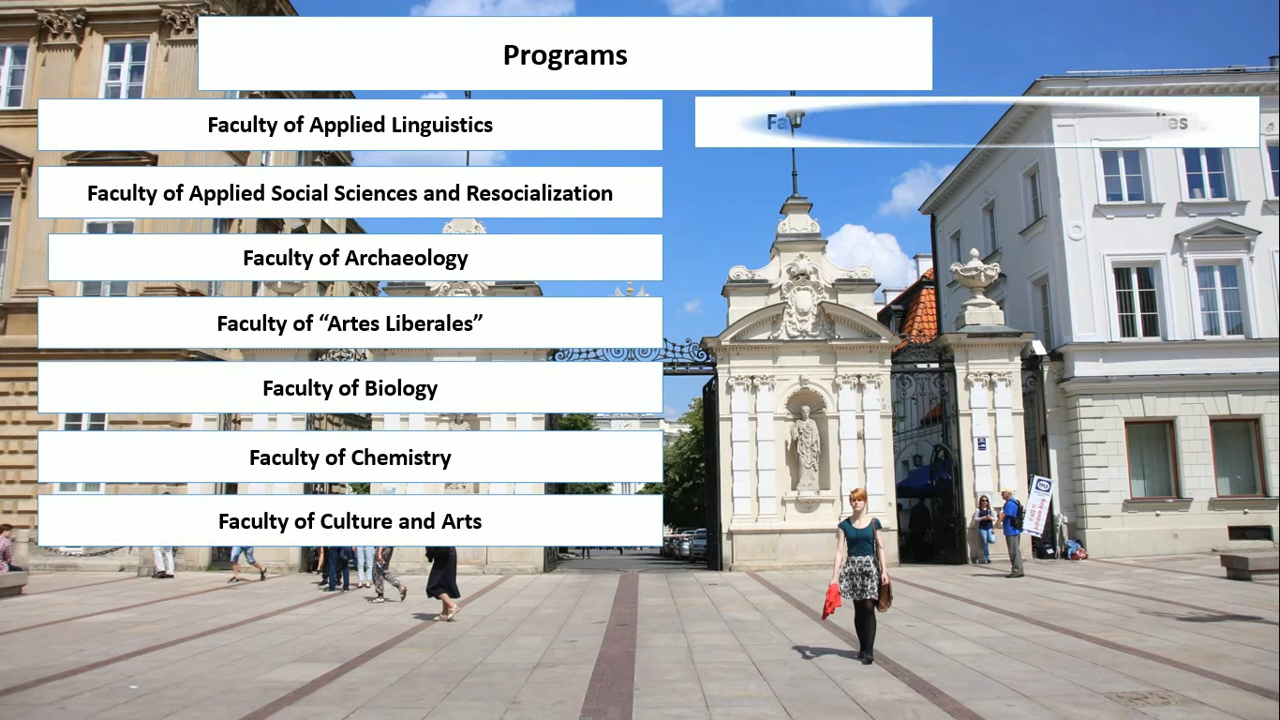 Programs
Faculty of Applied Linguistics
Faculty of Applied Social Sciences and Resocialization
Faculty of Archaeology
Faculty of “Artes Liberales”
Faculty of Biology
Faculty of Chemistry
Faculty of Culture and Arts